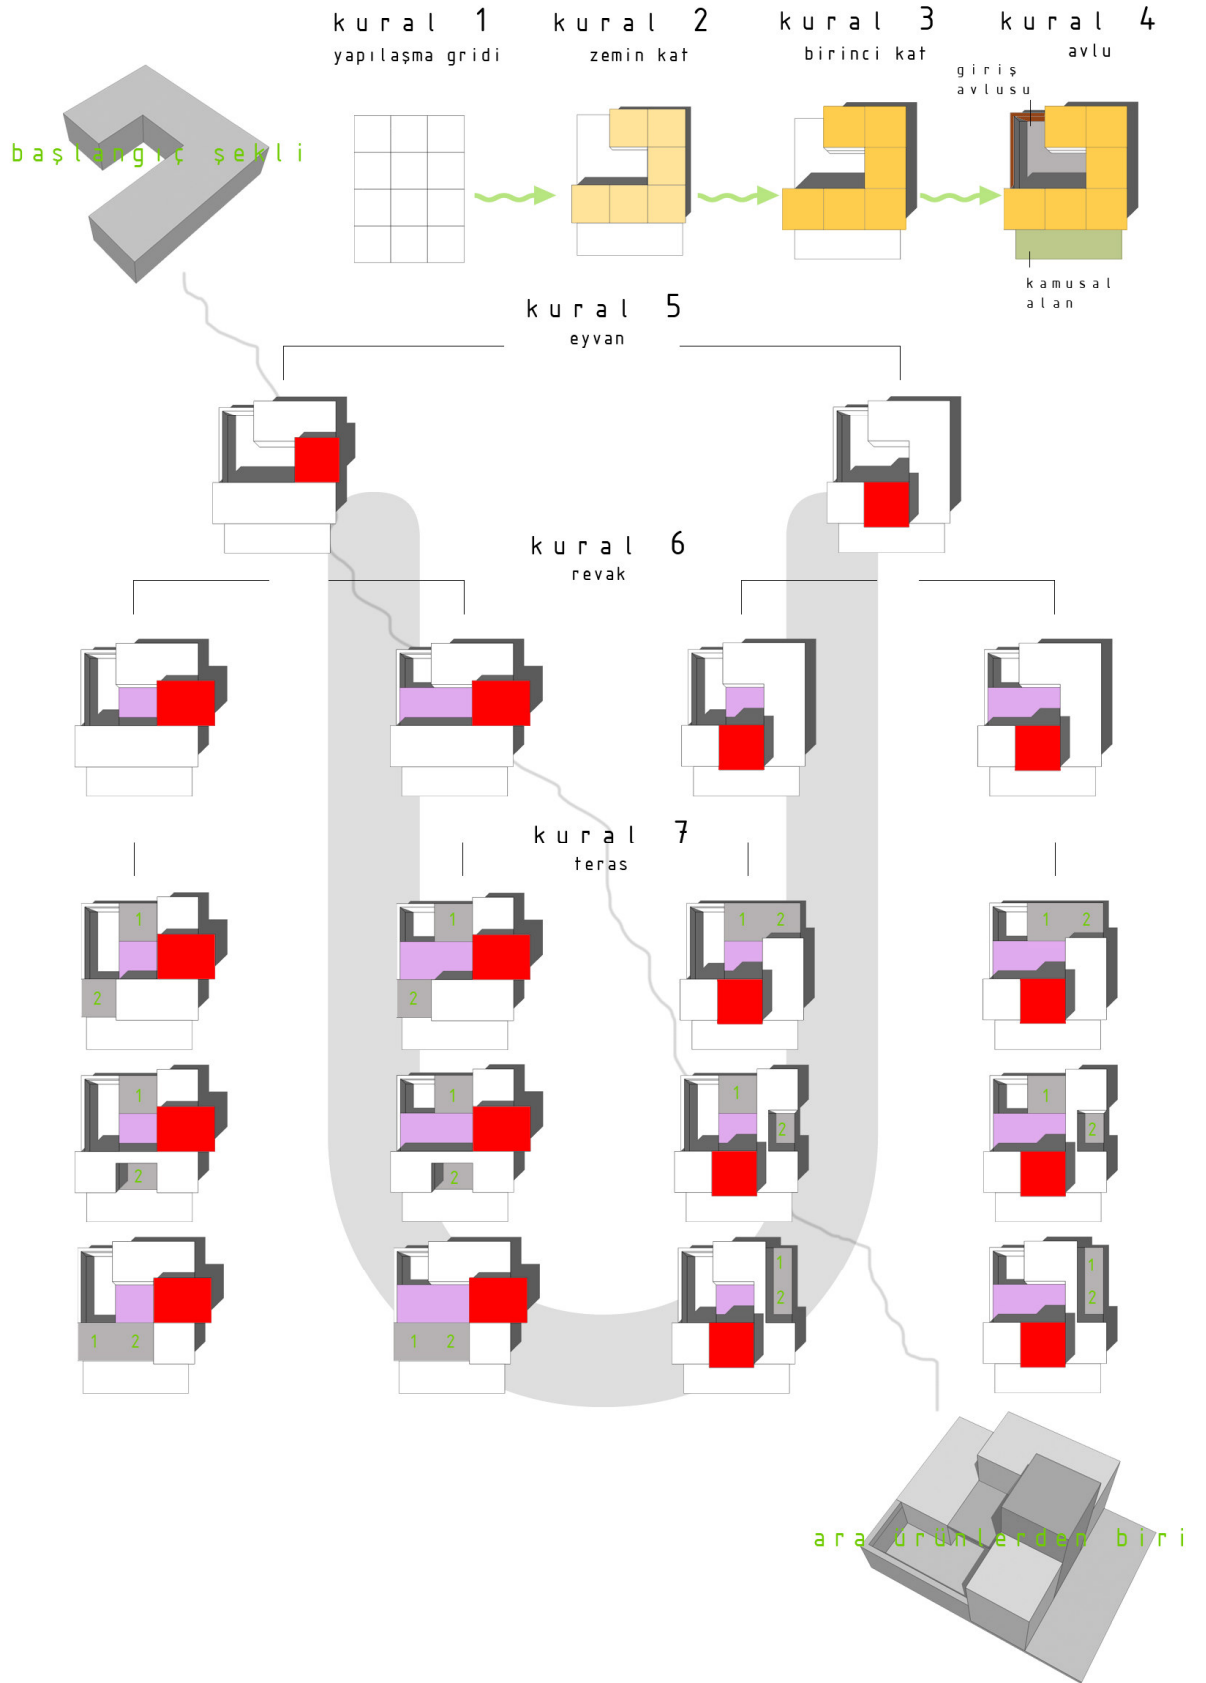 kural 1
yapılaşma gridi
kural 2
zemin kat
kural 3
birinci kat
kural 4
avlu
giriş
avlusu
kamusal
alan
başlangıç şekli
kural 5
eyvan
kural 6
revak
kural 7
teras
1
1
1 2
1 2
2
2
1
1
1
1
2
2
2
2
1 2
1 2
1
2
1
2
ara ürünlerden biri